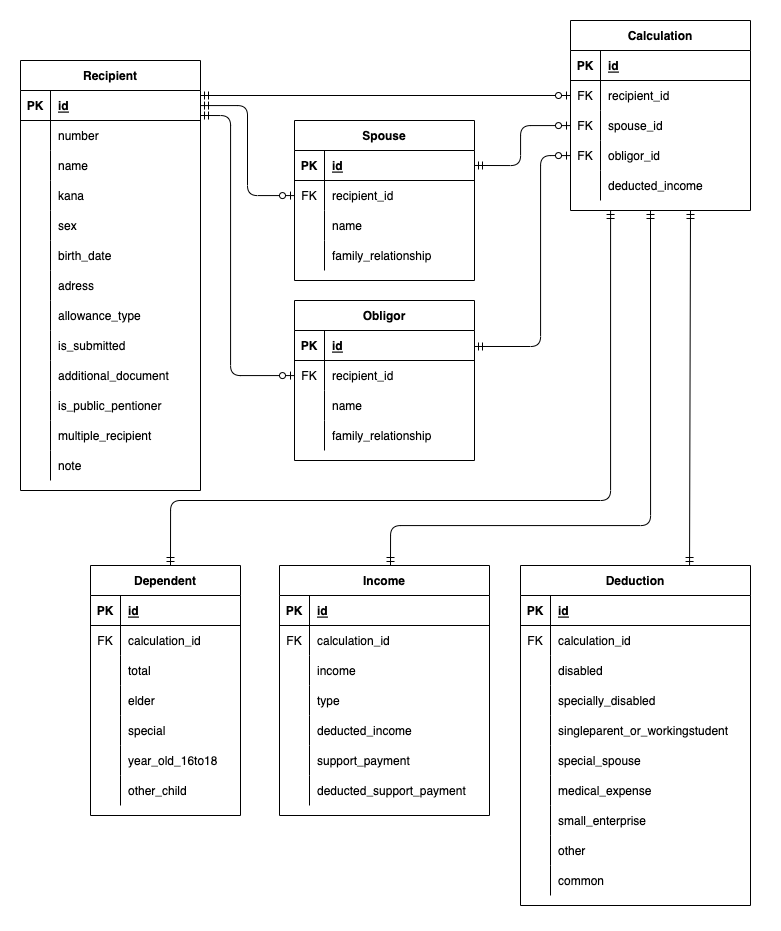 Recipient
PK id
number
name
kana
sex
birth_date
adress
allowance_type
is_submitted
additional_document
is_public_pentioner
multiple_recipient
note
Spouse
PK id
FK recipient_id
name
family_relationship
Obligor
PK id
FK recipient_id
name
family_relationship
Calculation
PK id
FK recipient_id
FK spouse_id
FK obligor_id
deducted_income
Dependent
PK id
FK calculation_id
total
elder
special
year_old_16to18
other_child
Income
PK id
FK calculation_id
income
type
deducted_income
support_payment
deducted_support_payment
Deduction
PK id
FK calculation_id
disabled
specially_disabled
singleparent_or_workingstudent
special_spouse
medical_expense
small_enterprise
other
common